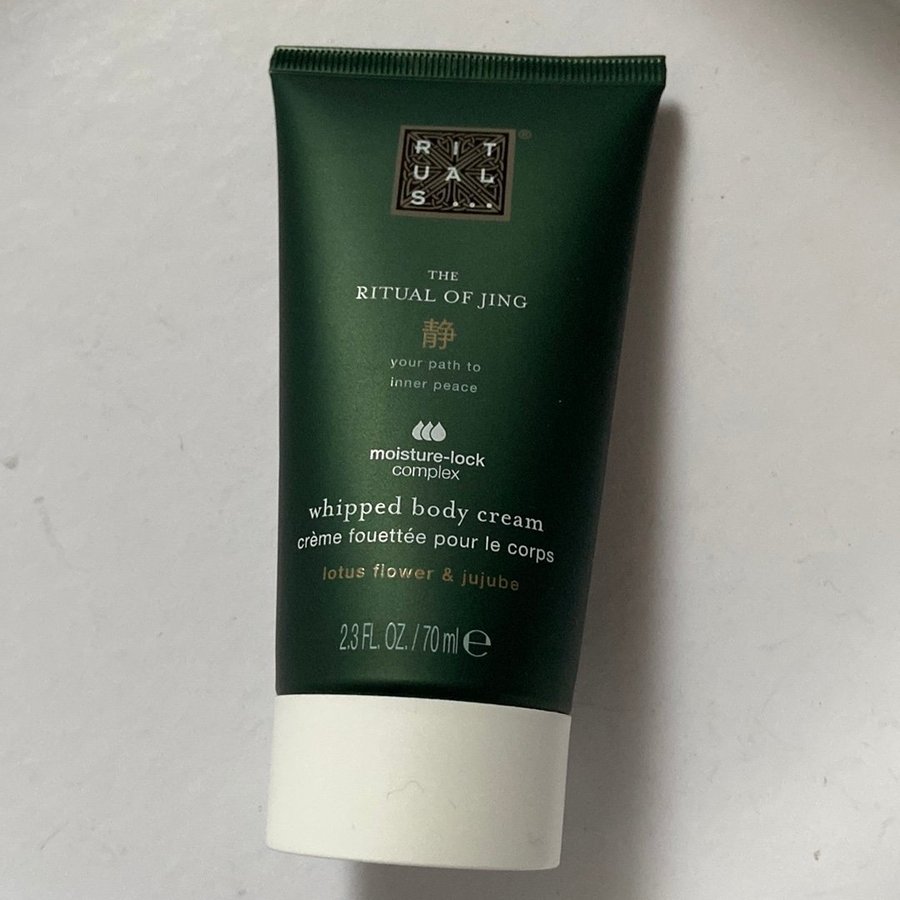 RIT
UAL
S...
®
THE
RITUAL OF JING
静
your path to
inner peace
moisture-lock
complex
whipped body cream
crème fouettée pour le corps
lotus flower & jujube
2.3 FL. OZ. / 70 ml ℮